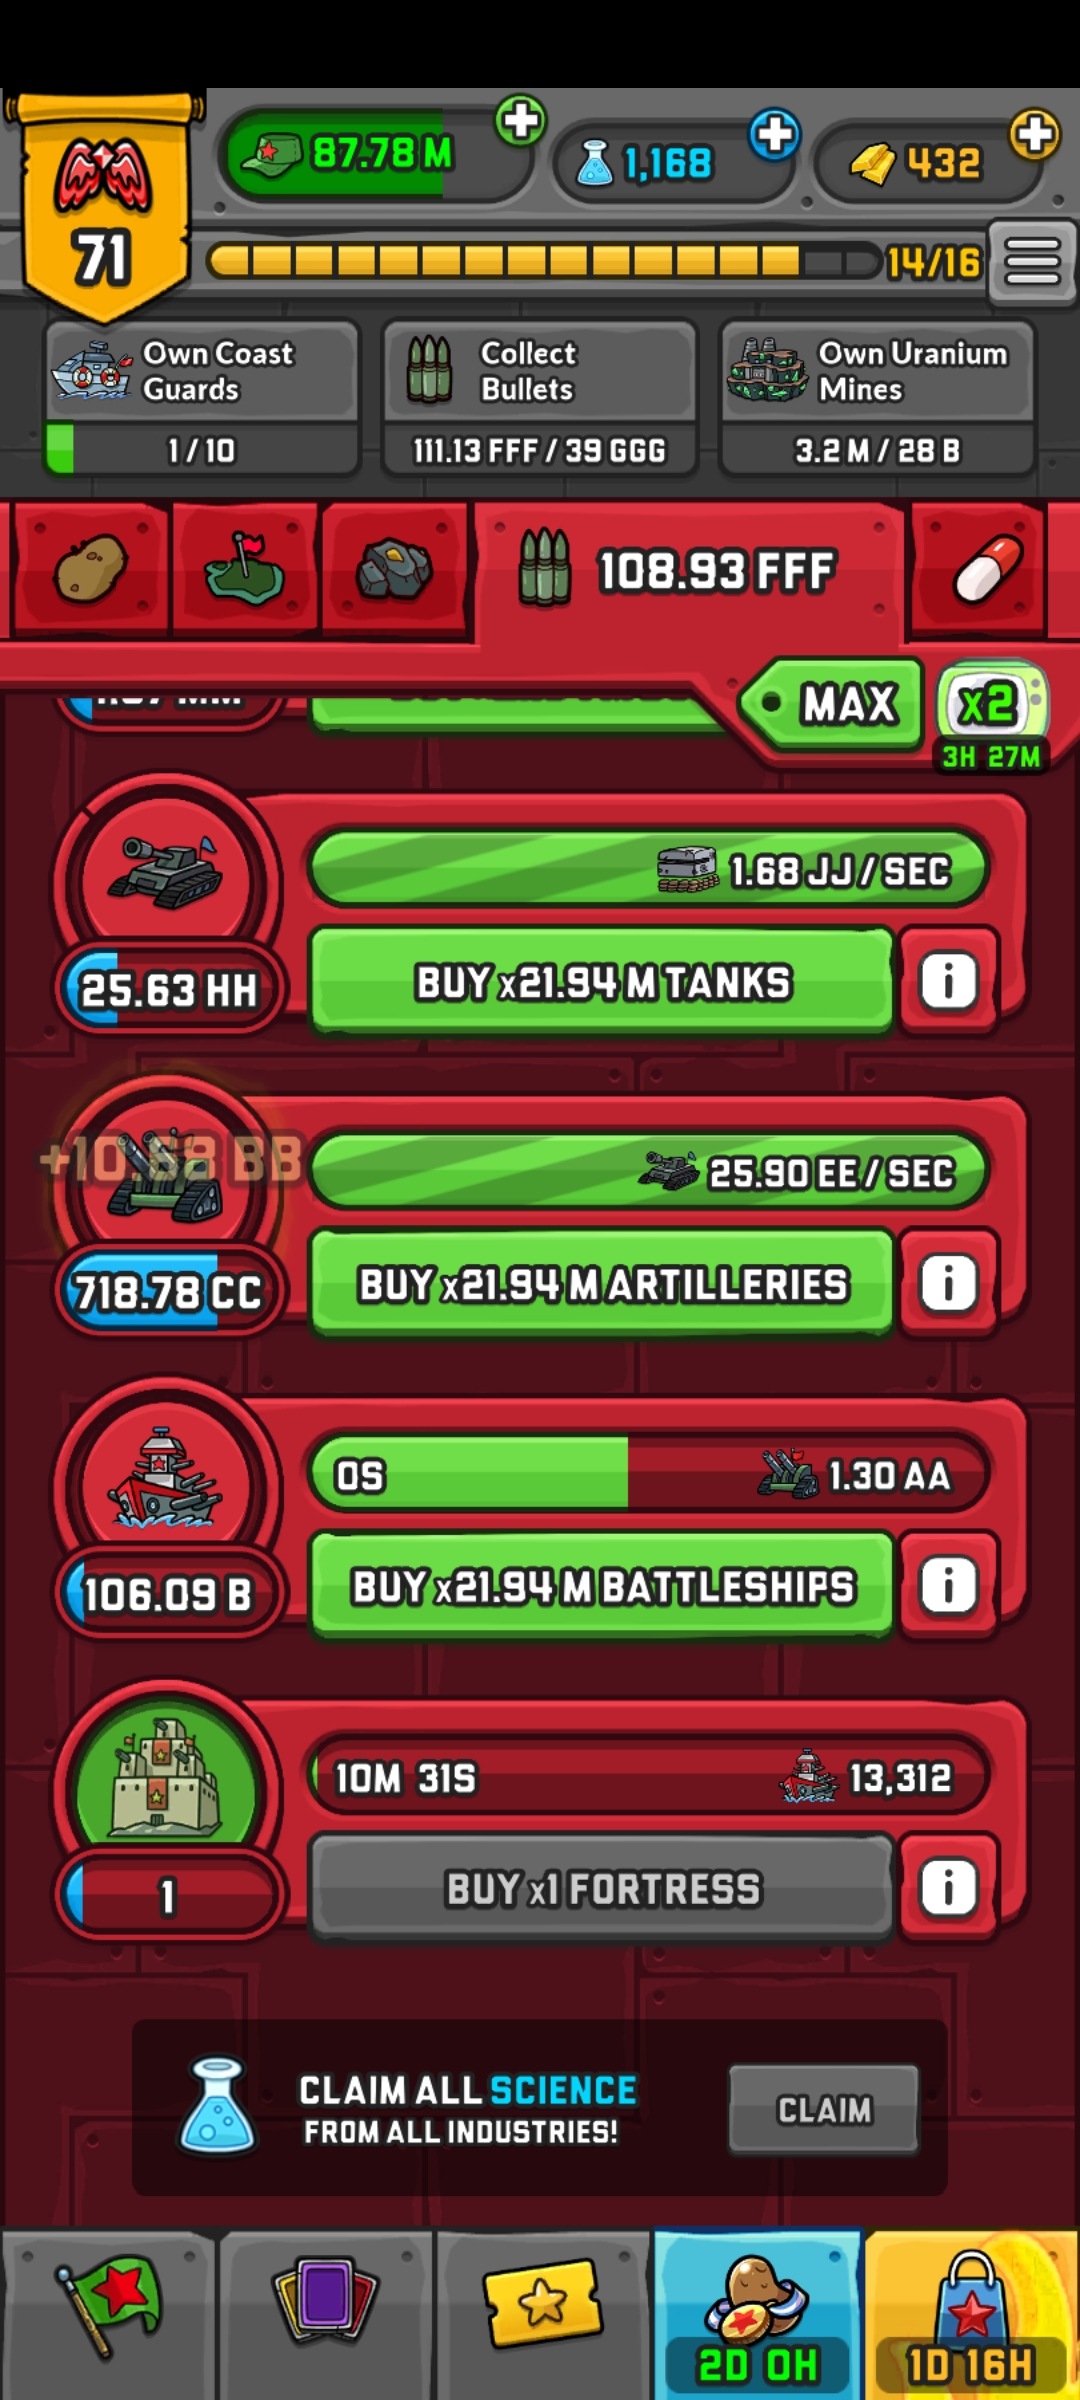 71
87.78 M
1,168
432
14/16
Own Coast
Guards
1 / 10
Collect
Bullets
111.13 FFF / 39 GGG
Own Uranium
Mines
3.2 M / 28 B
108.93 FFF
MAX
x2
3H 27M
1.68 JJ / SEC
25.63 HH
BUY x21.94 M TANKS
i
25.90 EE / SEC
718.78 CC
BUY x21.94 M ARTILLERIES
i
0S
1.30 AA
106.09 B
BUY x21.94 M BATTLESHIPS
i
10M 31S
13,312
1
BUY x1 FORTRESS
i
CLAIM ALL SCIENCE
FROM ALL INDUSTRIES!
CLAIM
2D 0H
1D 16H